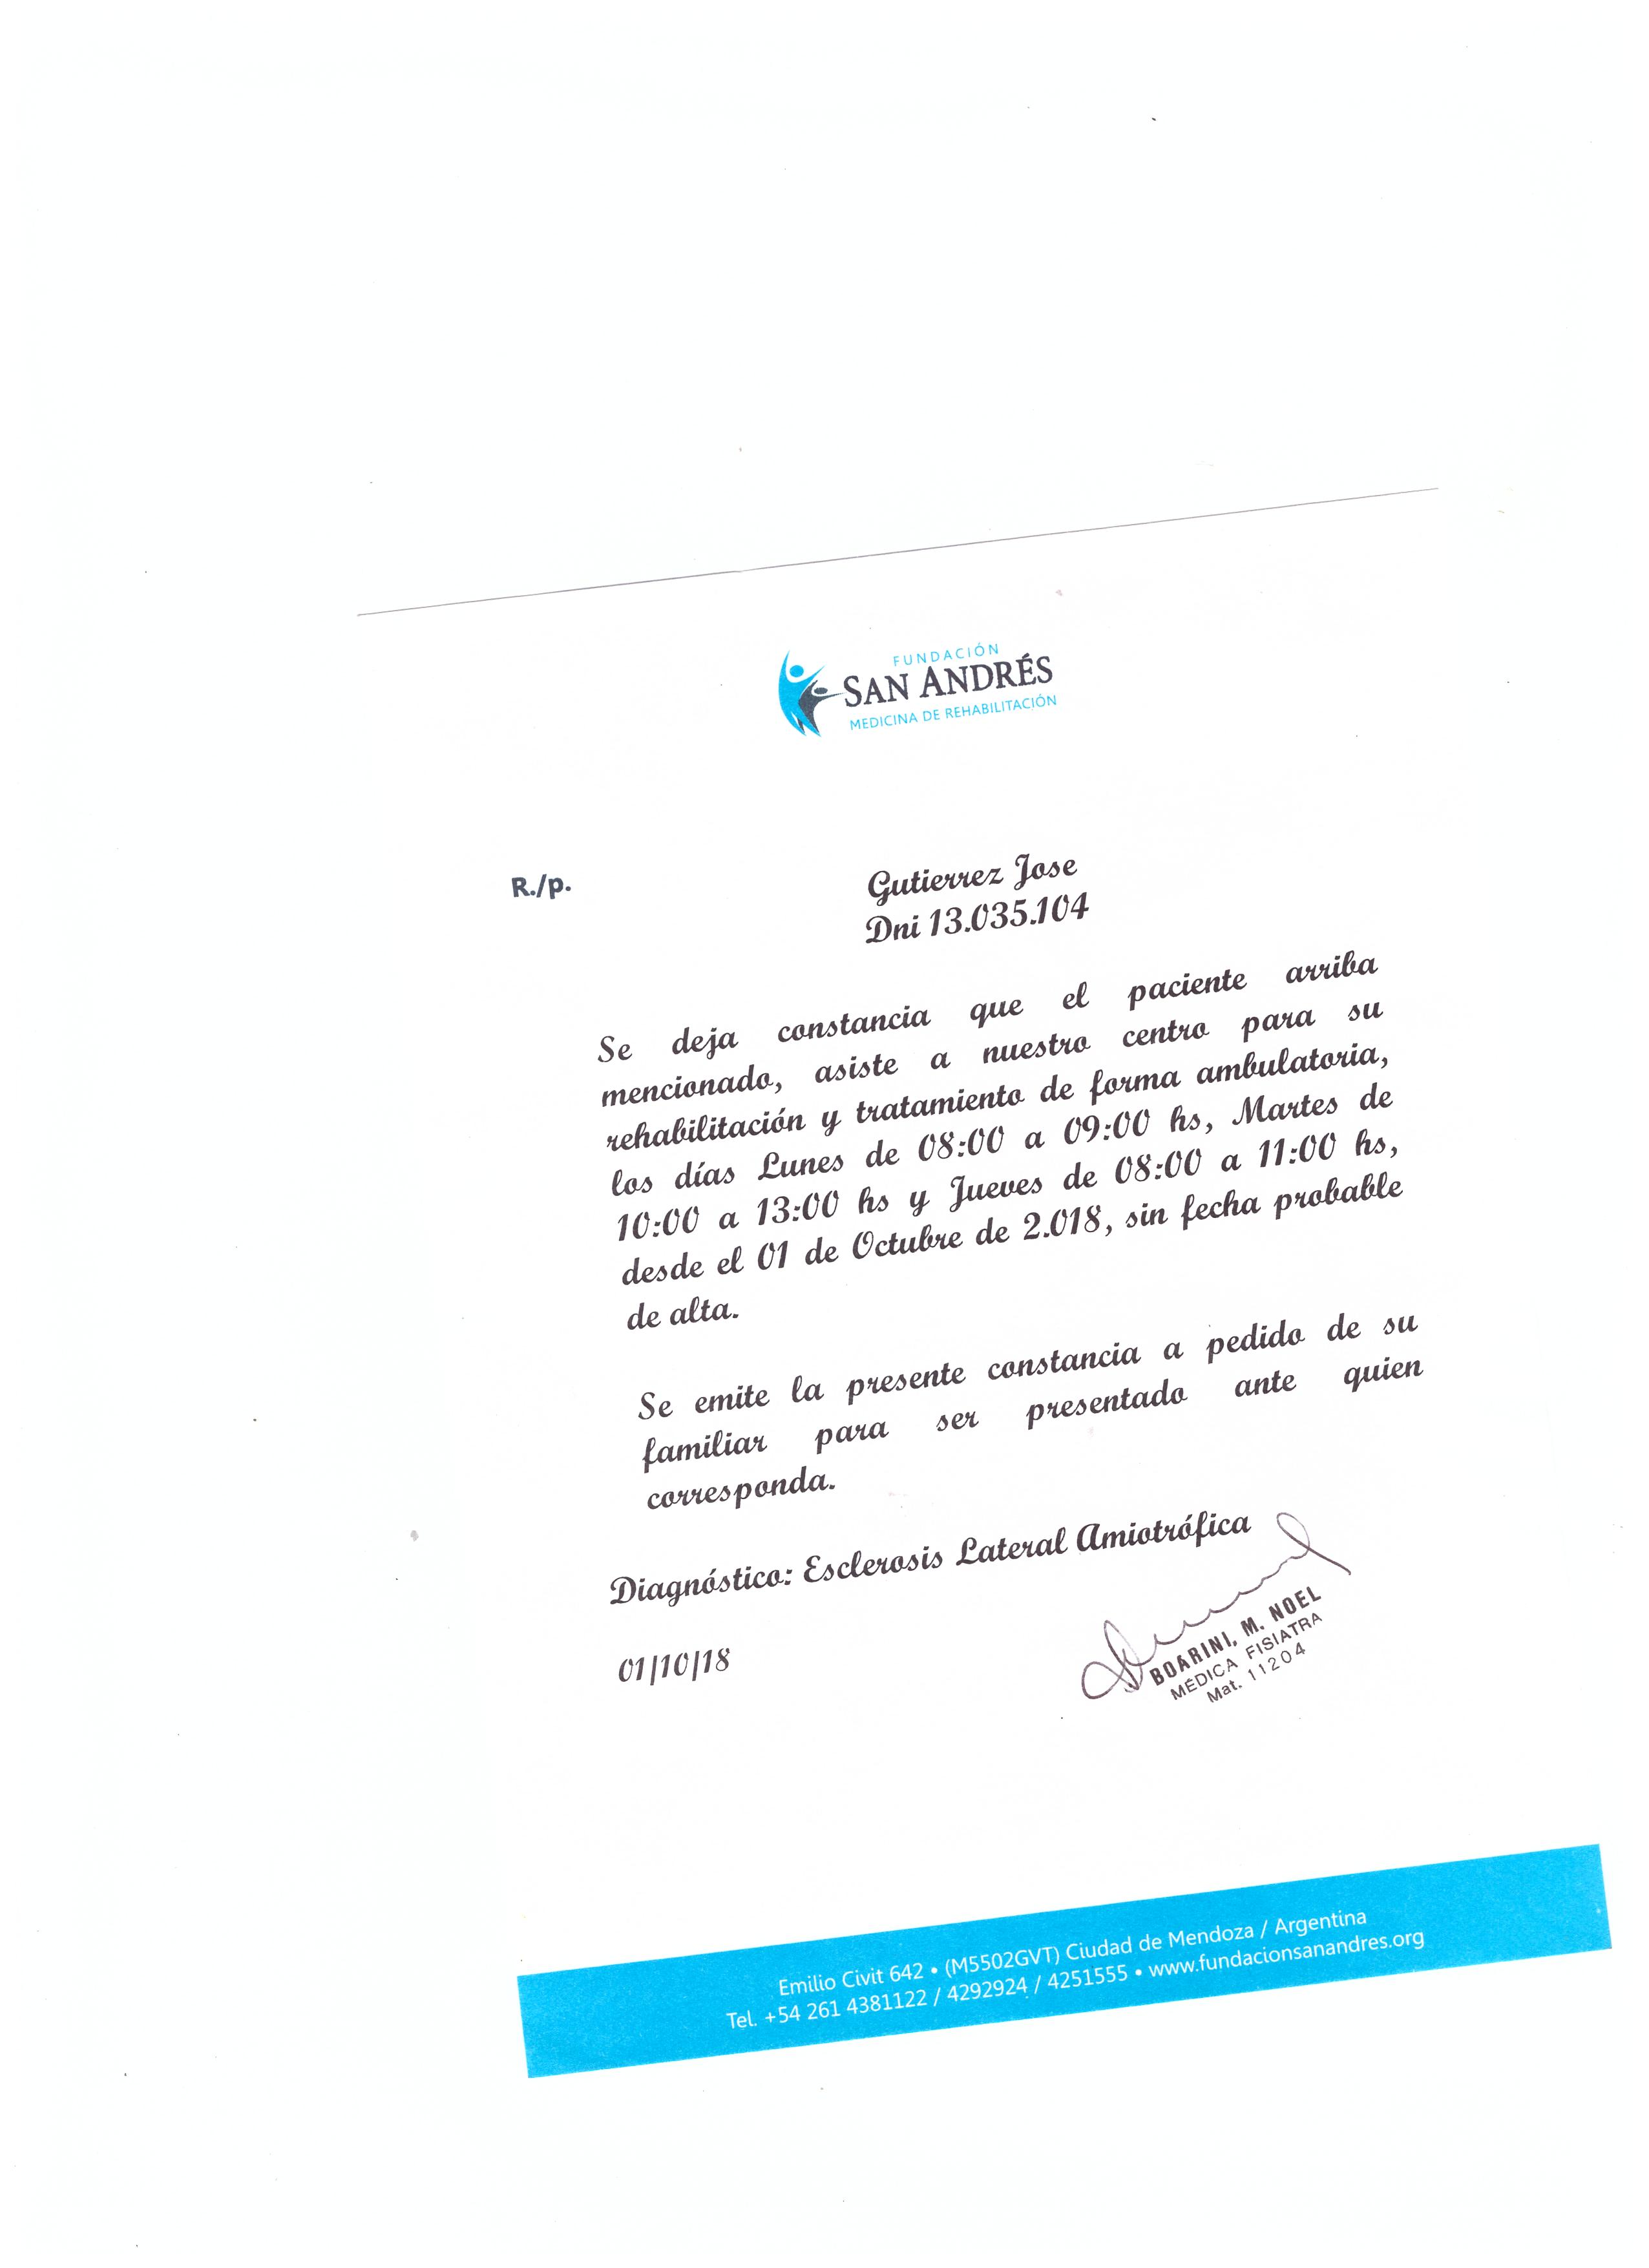 FUNDACIÓN
SAN ANDRÉS
MEDICINA DE REHABILITACIÓN
R./p.
Gutierrez Jose
Dni 13.035.104
Se deja constancia que el paciente arriba
mencionado, asiste a nuestro centro para su
rehabilitación y tratamiento de forma ambulatoria,
los días Lunes de 08:00 a 09:00 hs, Martes de
10:00 a 13:00 hs y Jueves de 08:00 a 11:00 hs,
desde el 01 de Octubre de 2.018, sin fecha probable
de alta.
Se emite la presente constancia a pedido de su
familiar para ser presentado ante quien
corresponda.
Diagnóstico: Esclerosis Lateral Amiotrófica
01/10/18
BOARINI, M. NOEL
MÉDICA FISIATRA
Mat. 11204
Emilio Civit 642 • (M5502GVT) Ciudad de Mendoza / Argentina
Tel. +54 261 4381122 / 4292924 / 4251555 • www.fundacionsanandres.org